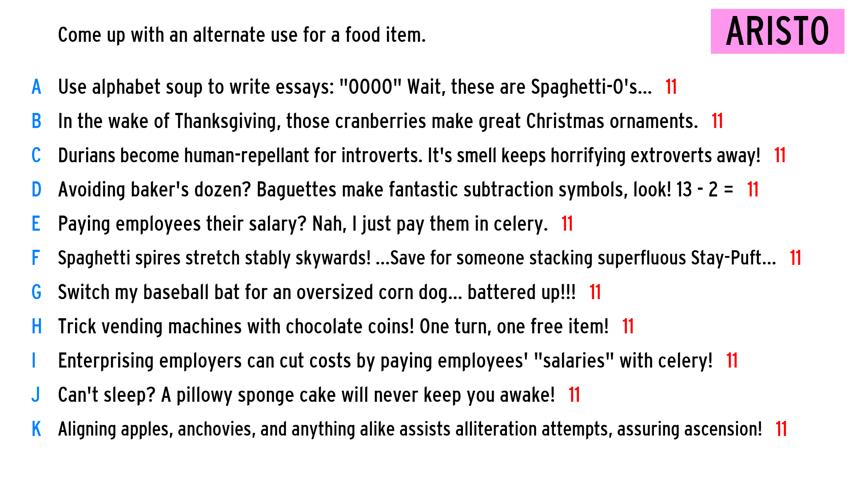 Come up with an alternate use for a food item.
ARISTO
A Use alphabet soup to write essays: "OOOO" Wait, these are Spaghetti-O's... 11
B In the wake of Thanksgiving, those cranberries make great Christmas ornaments. 11
C Durians become human-repellant for introverts. It's smell keeps horrifying extroverts away! 11
D Avoiding baker's dozen? Baguettes make fantastic subtraction symbols, look! 13 - 2 = 11
E Paying employees their salary? Nah, I just pay them in celery. 11
F Spaghetti spires stretch stably skywards! ...Save for someone stacking superfluous Stay-Puft... 11
G Switch my baseball bat for an oversized corn dog... battered up!!! 11
H Trick vending machines with chocolate coins! One turn, one free item! 11
I Enterprising employers can cut costs by paying employees' "salaries" with celery! 11
J Can't sleep? A pillowy sponge cake will never keep you awake! 11
K Aligning apples, anchovies, and anything alike assists alliteration attempts, assuring ascension! 11